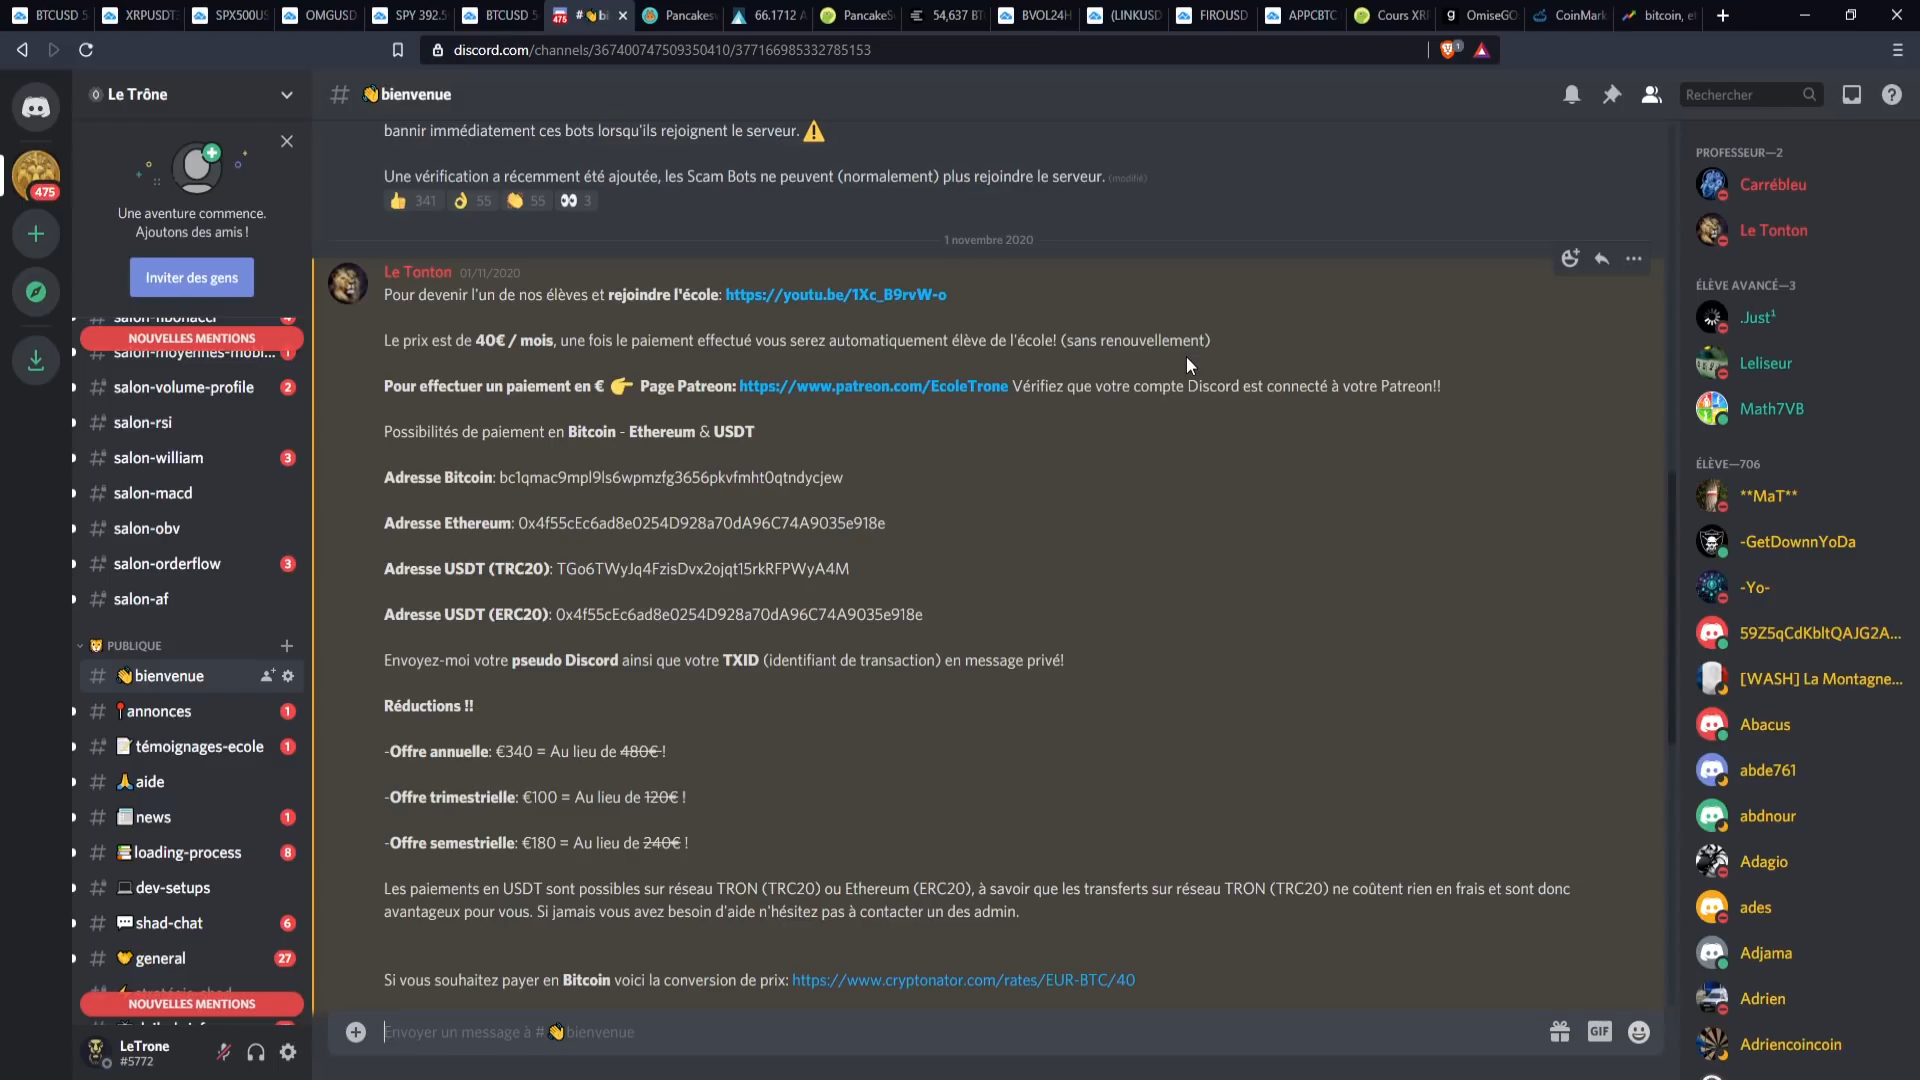 BTCUSD 5
XRPUSDT
SPX500US
OMGUSD
SPY 392.5
BTCUSD 5
# 👋bi
Pancakes
66.1712
PancakeS
54,637 BT
BVOL24H
(LINKUSD
FIROUSD
APPCBTC
Cours XRP
OmiseGO
CoinMark
bitcoin, et
discord.com/channels/367400747509350410/377166985332785153
1
Le Trône
# 👋bienvenue
Rechercher
475
Une aventure commence.
Ajoutons des amis !
Inviter des gens
salon-fibonacci
NOUVELLES MENTIONS
salon-moyennes-mobi... 1
salon-volume-profile 2
salon-rsi
salon-william 3
salon-macd
salon-obv
salon-orderflow 3
salon-af
🦁 PUBLIQUE
👋bienvenue
📍annonces 1
📝témoignages-ecole 1
🙏aide
📰news 1
📚loading-process 8
💻dev-setups
💬shad-chat 6
🤝general 27
NOUVELLES MENTIONS
LeTrone
#5772
bannir immédiatement ces bots lorsqu'ils rejoignent le serveur. ⚠️
Une vérification a récemment été ajoutée, les Scam Bots ne peuvent (normalement) plus rejoindre le serveur. (modifié)
👍 341 👌 55 👏 55 👀 3
1 novembre 2020
Le Tonton 01/11/2020
Pour devenir l'un de nos élèves et rejoindre l'école: https://youtu.be/1Xc_B9rvW-o
Le prix est de 40€ / mois, une fois le paiement effectué vous serez automatiquement élève de l'école! (sans renouvellement)
Pour effectuer un paiement en € 👉 Page Patreon: https://www.patreon.com/EcoleTrone Vérifiez que votre compte Discord est connecté à votre Patreon!!
Possibilités de paiement en Bitcoin - Ethereum & USDT
Adresse Bitcoin: bc1qmac9mpl9ls6wpmzfg3656pkvfmht0qtndycjew
Adresse Ethereum: 0x4f55cEc6ad8e0254D928a70dA96C74A9035e918e
Adresse USDT (TRC20): TGo6TWyJq4FzisDvx2ojqt15rkRFPWyA4M
Adresse USDT (ERC20): 0x4f55cEc6ad8e0254D928a70dA96C74A9035e918e
Envoyez-moi votre pseudo Discord ainsi que votre TXID (identifiant de transaction) en message privé!
Réductions !!
-Offre annuelle: €340 = Au lieu de 480€ !
-Offre trimestrielle: €100 = Au lieu de 120€ !
-Offre semestrielle: €180 = Au lieu de 240€ !
Les paiements en USDT sont possibles sur réseau TRON (TRC20) ou Ethereum (ERC20), à savoir que les transferts sur réseau TRON (TRC20) ne coûtent rien en frais et sont donc
avantageux pour vous. Si jamais vous avez besoin d'aide n'hésitez pas à contacter un des admin.
Si vous souhaitez payer en Bitcoin voici la conversion de prix: https://www.cryptonator.com/rates/EUR-BTC/40
Envoyer un message à # 👋bienvenue
GIF
PROFESSEUR—2
Carrébleu
Le Tonton
ÉLÈVE AVANCÉ—3
.Just¹
Leliseur
Math7VB
ÉLÈVE—706
**MaT**
-GetDownnYoDa
-Yo-
59Z5qCdKbltQAJG2A...
[WASH] La Montagne...
Abacus
abde761
abdnour
Adagio
ades
Adjama
Adrien
Adriencoincoin